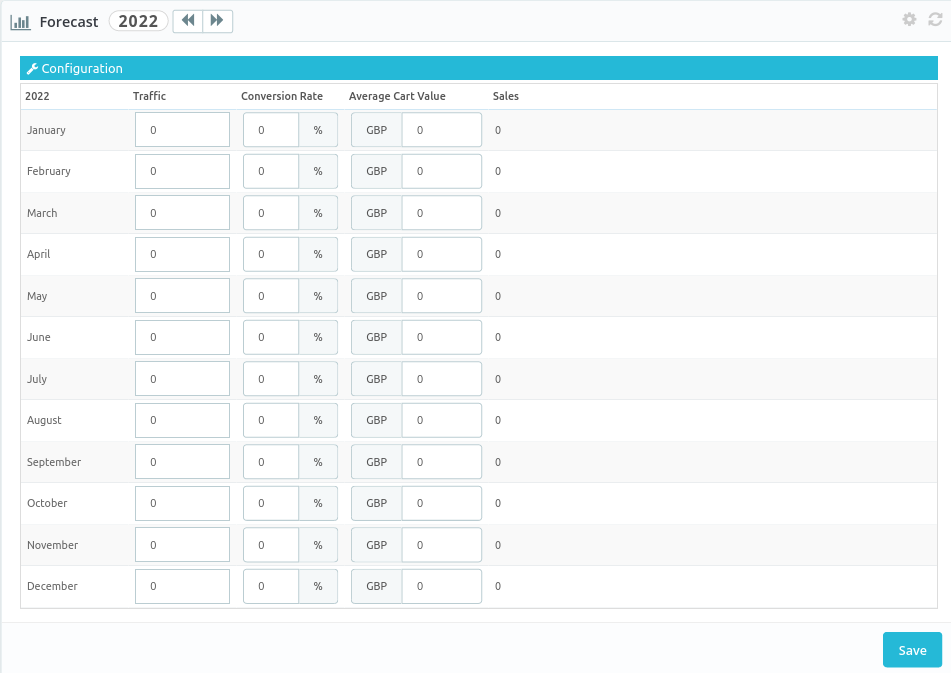 Forecast 2022
Configuration
2022 Traffic Conversion Rate Average Cart Value Sales
January 0 0 % GBP 0 0
February 0 0 % GBP 0 0
March 0 0 % GBP 0 0
April 0 0 % GBP 0 0
May 0 0 % GBP 0 0
June 0 0 % GBP 0 0
July 0 0 % GBP 0 0
August 0 0 % GBP 0 0
September 0 0 % GBP 0 0
October 0 0 % GBP 0 0
November 0 0 % GBP 0 0
December 0 0 % GBP 0 0
Save